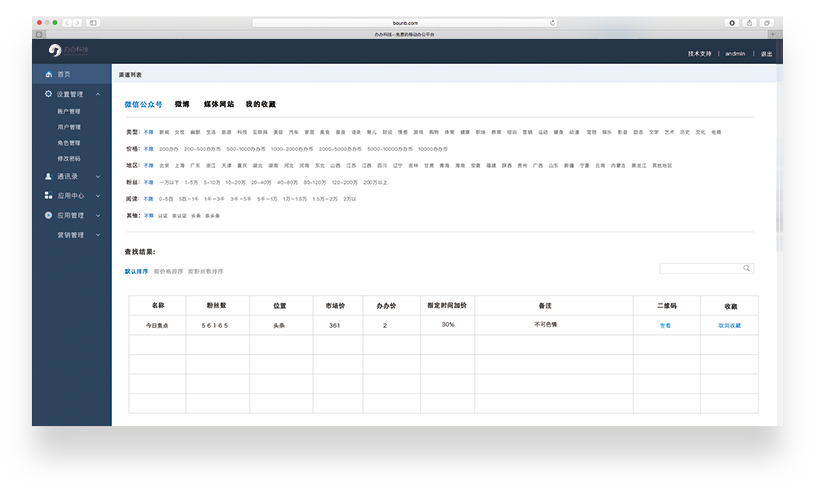 bounb.com
办办科技--免费的移动办公平台
办办科技
技术支持 | andmin | 退出
首页
设置管理
账户管理
用户管理
角色管理
修改密码
通讯录
应用中心
应用管理
营销管理
渠道列表
微信公众号 微博 媒体网站 我的收藏
类型: 不限 新闻 女性 幽默 生活 旅游 科技 互联网 美妆 汽车 家居 美食 星座 语录 育儿 财经 情感 游戏 购物 体育 健康 职场 教育 培训 营销 运动 健身 动漫 宠物 娱乐 影音 励志 文学 艺术 历史 文化 电商
价格: 不限 200办办 200-500办办币 500-1000办办币 1000-2000办办币 2000-5000办办币 5000-10000办办币 10000办办币
地区: 不限 北京 上海 广东 浙江 天津 重庆 湖北 湖南 河北 河南 东北 山西 江苏 江西 四川 辽宁 吉林 甘肃 青海 海南 安徽 福建 陕西 贵州 广西 山东 新疆 宁夏 云南 内蒙古 黑龙江 其他地区
粉丝: 不限 一万以下 1-5万 5-10万 10-20万 20-40万 40-80万 80-120万 120-200万 200万以上
阅读: 不限 0-5百 5百-1千 1千-3千 3千-5千 5千-1万 1万-1.5万 1.5万-2万 2万以
其他: 不限 认证 非认证 头条 非头条
查找结果:
默认排序 按价格排序 按粉丝数排序
名称 粉丝数 位置 市场价 办办价 指定时间加价 备注 二维码 收藏
今日焦点 56165 头条 361 2 30% 不可色情 查看 取消收藏